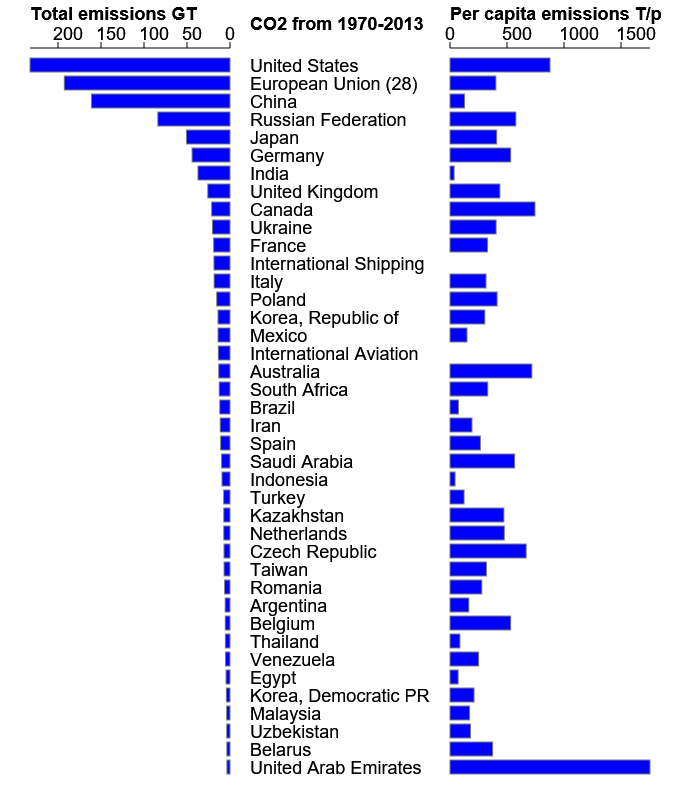 Total emissions GT
CO2 from 1970-2013
Per capita emissions T/p
200 150 100 50 0
0 500 1000 1500
United States
European Union (28)
China
Russian Federation
Japan
Germany
India
United Kingdom
Canada
Ukraine
France
International Shipping
Italy
Poland
Korea, Republic of
Mexico
International Aviation
Australia
South Africa
Brazil
Iran
Spain
Saudi Arabia
Indonesia
Turkey
Kazakhstan
Netherlands
Czech Republic
Taiwan
Romania
Argentina
Belgium
Thailand
Venezuela
Egypt
Korea, Democratic PR
Malaysia
Uzbekistan
Belarus
United Arab Emirates